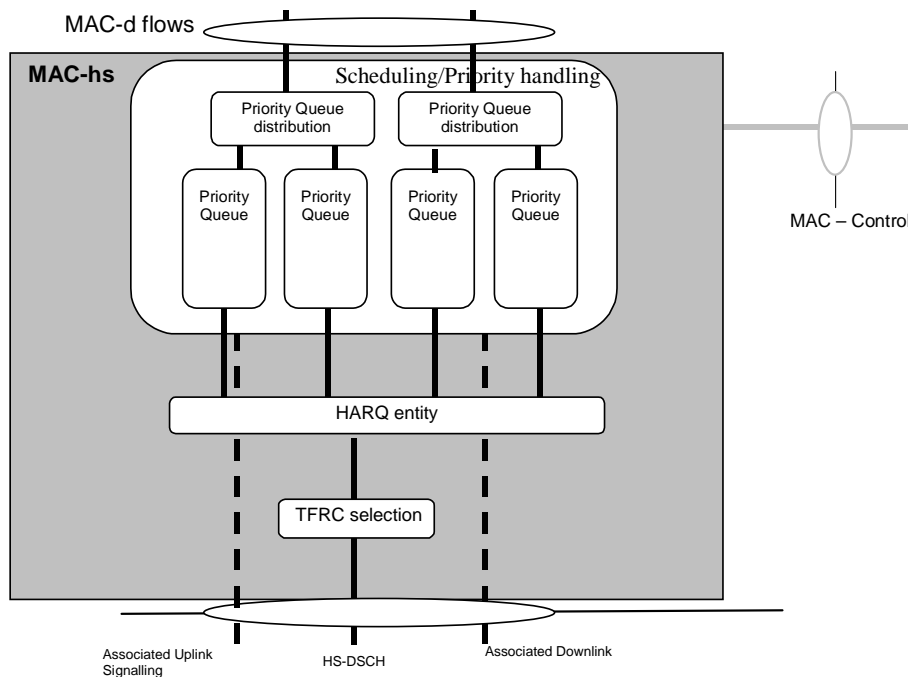 MAC-d flows
MAC-hs
Scheduling/Priority handling
Priority Queue
distribution
Priority Queue
distribution
Priority
Queue
Priority
Queue
Priority
Queue
Priority
Queue
MAC – Control
HARQ entity
TFRC selection
Associated Uplink
Signalling
HS-DSCH
Associated Downlink